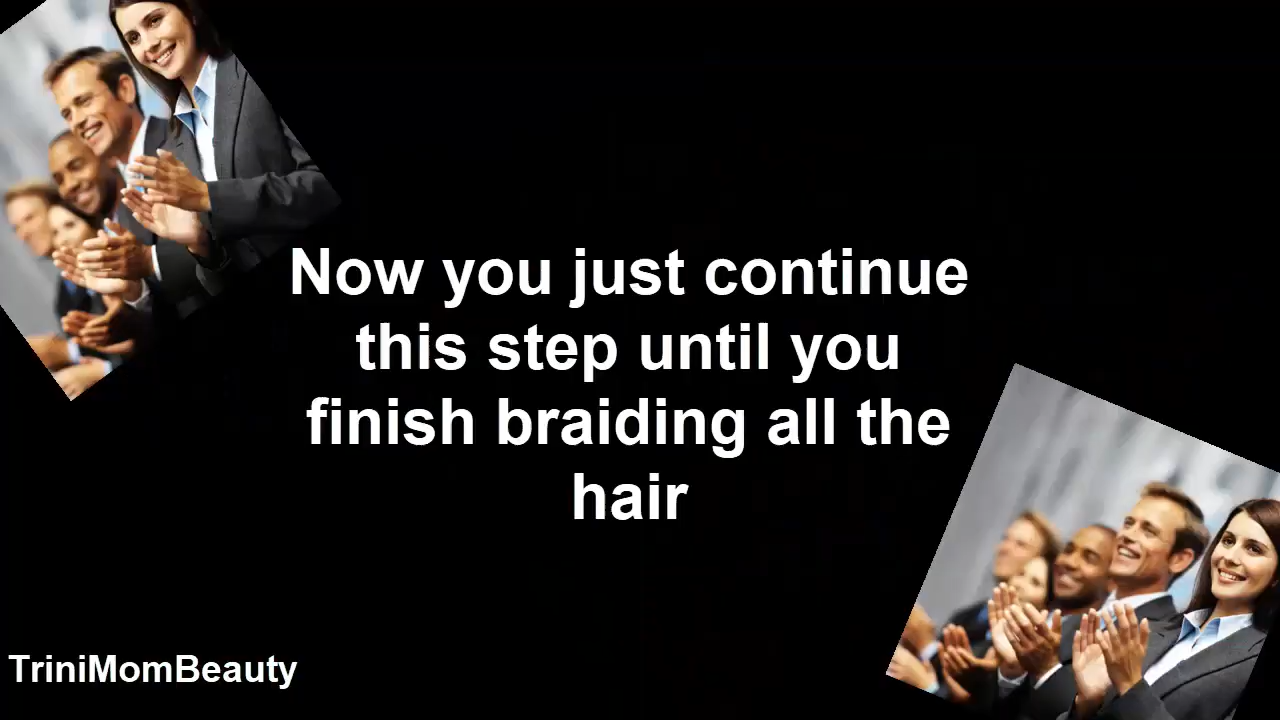 Now you just continue
this step until you
finish braiding all the
hair
TriniMomBeauty